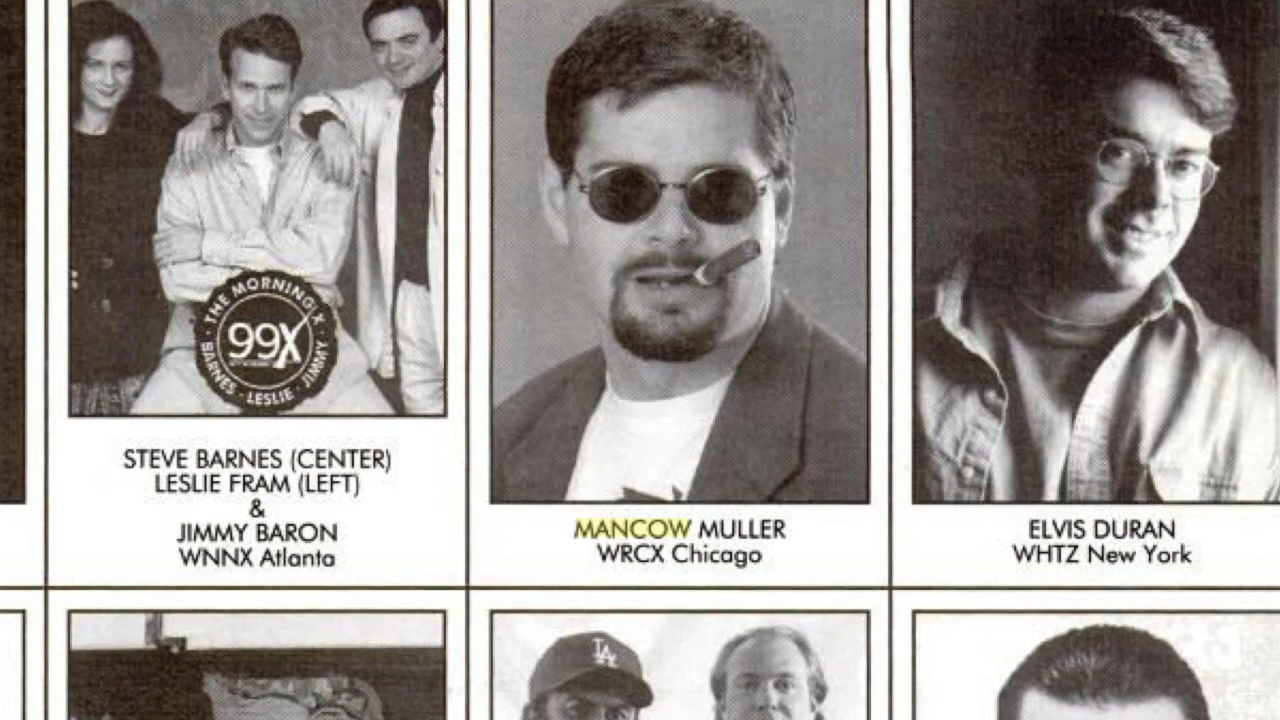 THE MORNING X
99X
BARNES · LESLIE · JIMMY
STEVE BARNES (CENTER)
LESLIE FRAM (LEFT)
&
JIMMY BARON
WNNX Atlanta
MANCOW MULLER
WRCX Chicago
ELVIS DURAN
WHTZ New York
LA